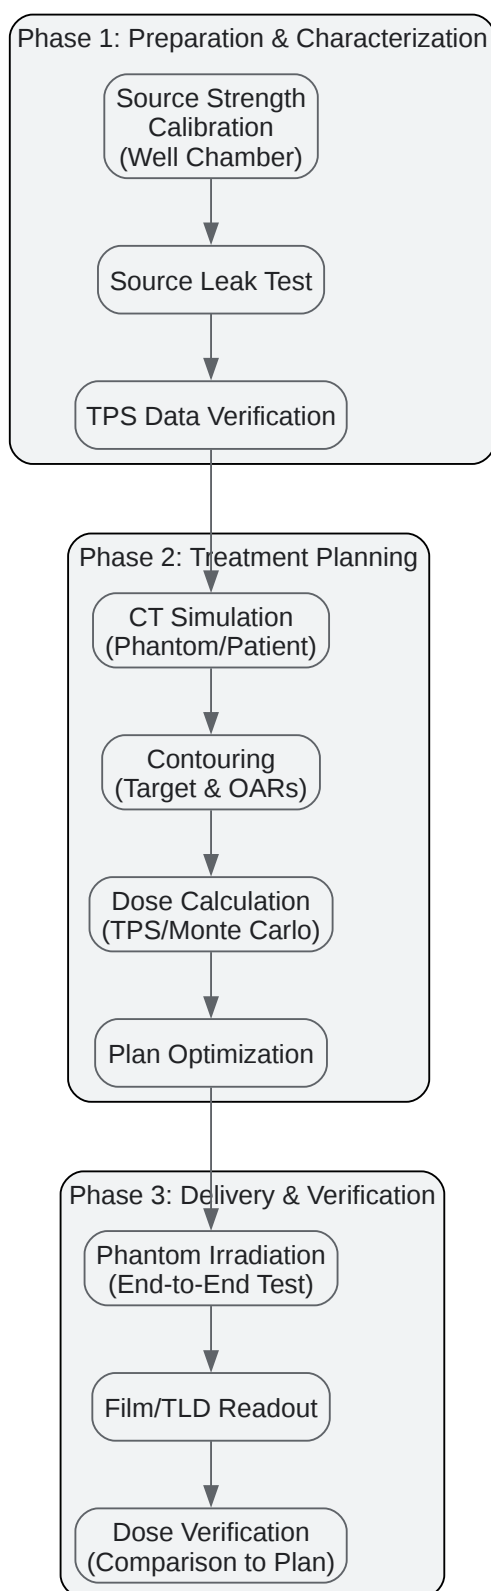 Phase 1: Preparation & Characterization
Source Strength
Calibration
(Well Chamber)
Source Leak Test
TPS Data Verification
Phase 2: Treatment Planning
CT Simulation
(Phantom/Patient)
Contouring
(Target & OARs)
Dose Calculation
(TPS/Monte Carlo)
Plan Optimization
Phase 3: Delivery & Verification
Phantom Irradiation
(End-to-End Test)
Film/TLD Readout
Dose Verification
(Comparison to Plan)